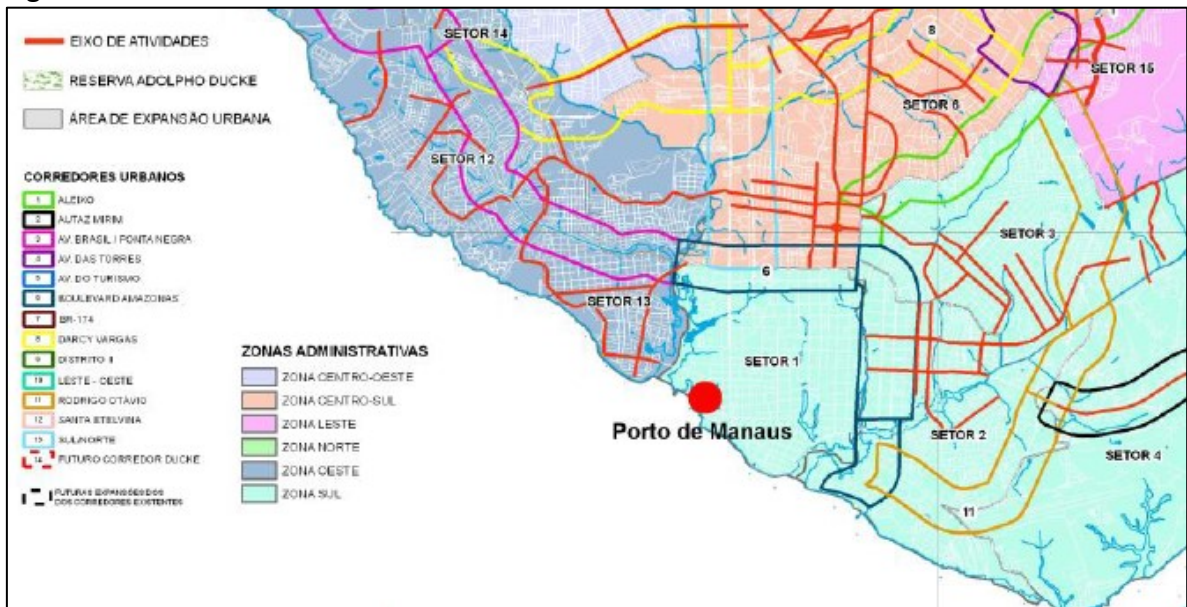 EIXO DE ATIVIDADES
RESERVA ADOLPHO DUCKE
ÁREA DE EXPANSÃO URBANA
CORREDORES URBANOS
1 ALEIXO
2 AUTAZ MIRIM
3 AV. BRASIL / PONTA NEGRA
4 AV. DAS TORRES
5 AV. DO TURISMO
6 BOULEVARD AMAZONAS
7 BR-174
8 DARCY VARGAS
9 DISTRITO II
10 LESTE - OESTE
11 RODRIGO OTÁVIO
12 SANTA ETELVINA
13 SUL/NORTE
14 FUTURO CORREDOR DUCKE
FUTURAS EXPANSÕES DOS
DOS CORREDORES EXISTENTES
ZONAS ADMINISTRATIVAS
ZONA CENTRO-OESTE
ZONA CENTRO-SUL
ZONA LESTE
ZONA NORTE
ZONA OESTE
ZONA SUL
SETOR 14
8
SETOR 15
SETOR 6
SETOR 12
SETOR 3
6
SETOR 13
SETOR 1
Porto de Manaus
SETOR 2
SETOR 4
11